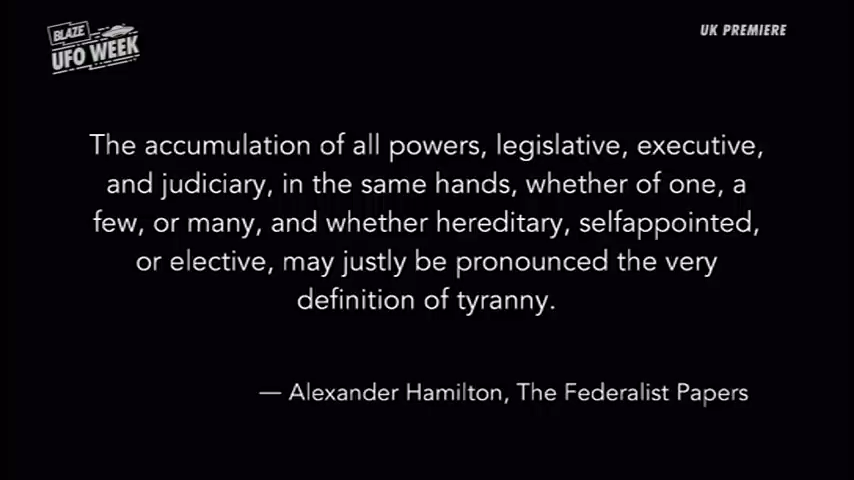 BLAZE
UFO WEEK
UK PREMIERE
The accumulation of all powers, legislative, executive,
and judiciary, in the same hands, whether of one, a
few, or many, and whether hereditary, selfappointed,
or elective, may justly be pronounced the very
definition of tyranny.
— Alexander Hamilton, The Federalist Papers